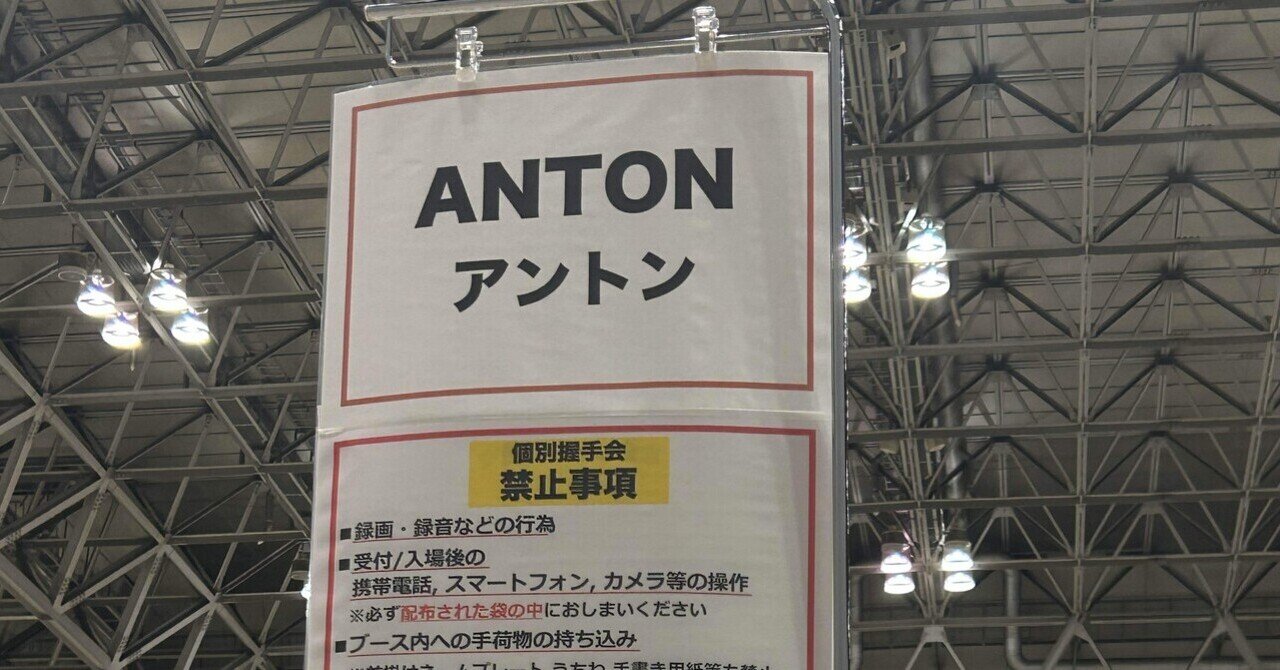 ANTON
アントン
個別握手会
禁止事項
■録画・録音などの行為
■受付/入場後の
携帯電話, スマートフォン, カメラ等の操作
※必ず配布された袋の中におしまいください
■ブース内への手荷物の持ち込み